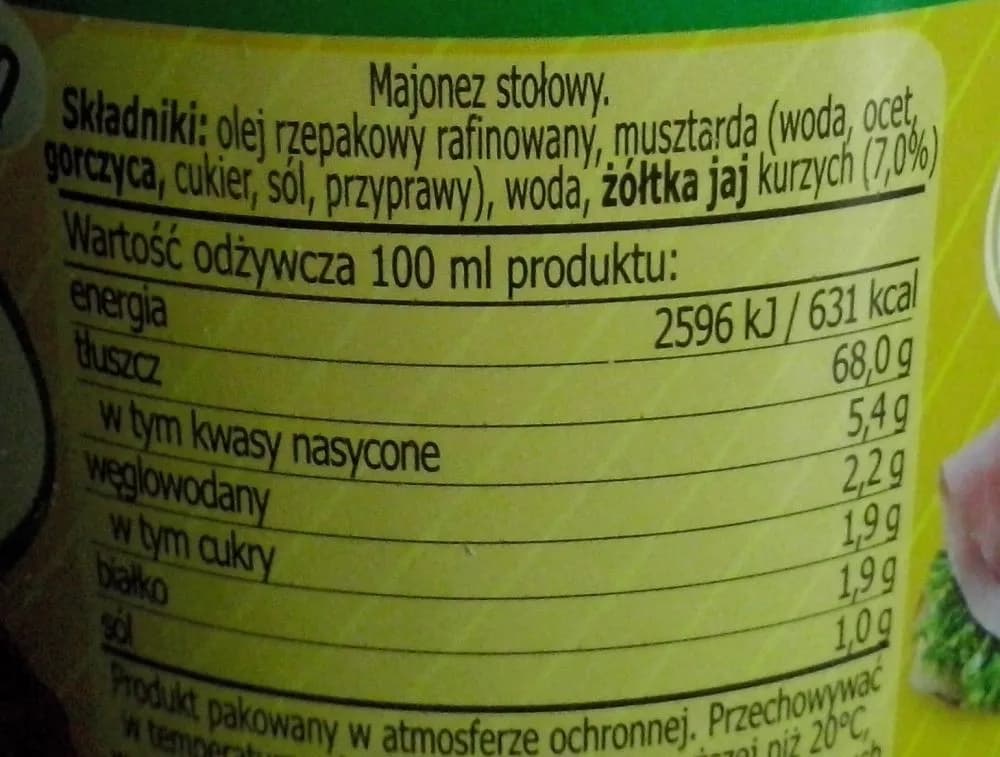 Majonez stołowy.
Składniki: olej rzepakowy rafinowany, musztarda (woda, ocet,
gorczyca, cukier, sól, przyprawy), woda, żółtka jaj kurzych (7,0%)
Wartość odżywcza 100 ml produktu:
energia 2596 kJ / 631 kcal
tłuszcz 68,0 g
w tym kwasy nasycone 5,4 g
węglowodany 2,2 g
w tym cukry 1,9 g
białko 1,9 g
sól 1,0 g
Produkt pakowany w atmosferze ochronnej. Przechowywać
w niż 20°C,